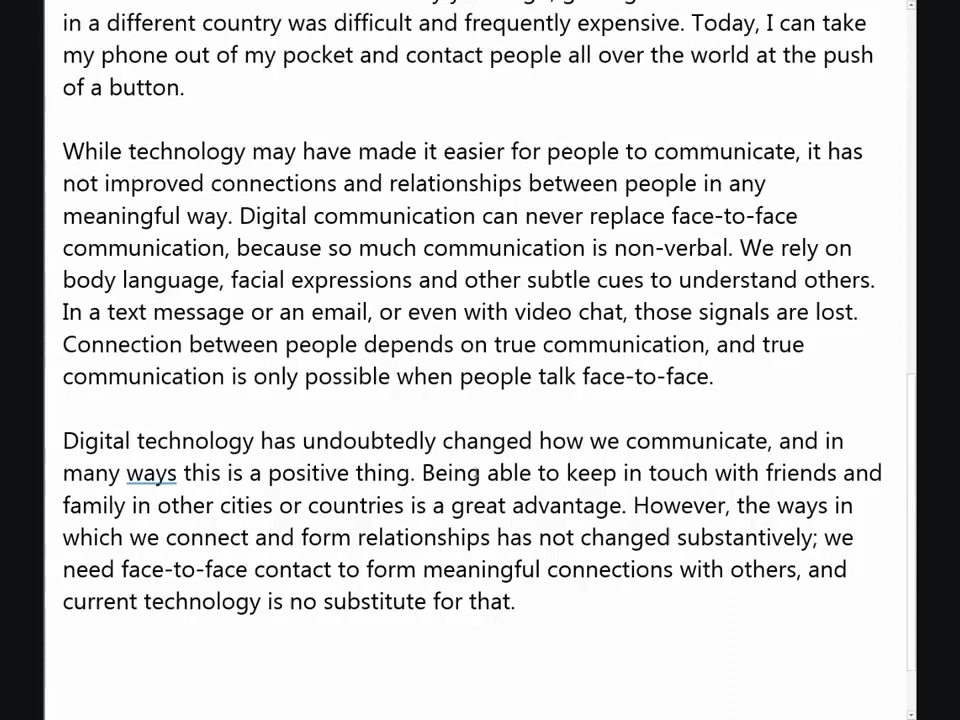 in a different country was difficult and frequently expensive. Today, I can take
my phone out of my pocket and contact people all over the world at the push
of a button.
While technology may have made it easier for people to communicate, it has
not improved connections and relationships between people in any
meaningful way. Digital communication can never replace face-to-face
communication, because so much communication is non-verbal. We rely on
body language, facial expressions and other subtle cues to understand others.
In a text message or an email, or even with video chat, those signals are lost.
Connection between people depends on true communication, and true
communication is only possible when people talk face-to-face.
Digital technology has undoubtedly changed how we communicate, and in
many ways this is a positive thing. Being able to keep in touch with friends and
family in other cities or countries is a great advantage. However, the ways in
which we connect and form relationships has not changed substantively; we
need face-to-face contact to form meaningful connections with others, and
current technology is no substitute for that.